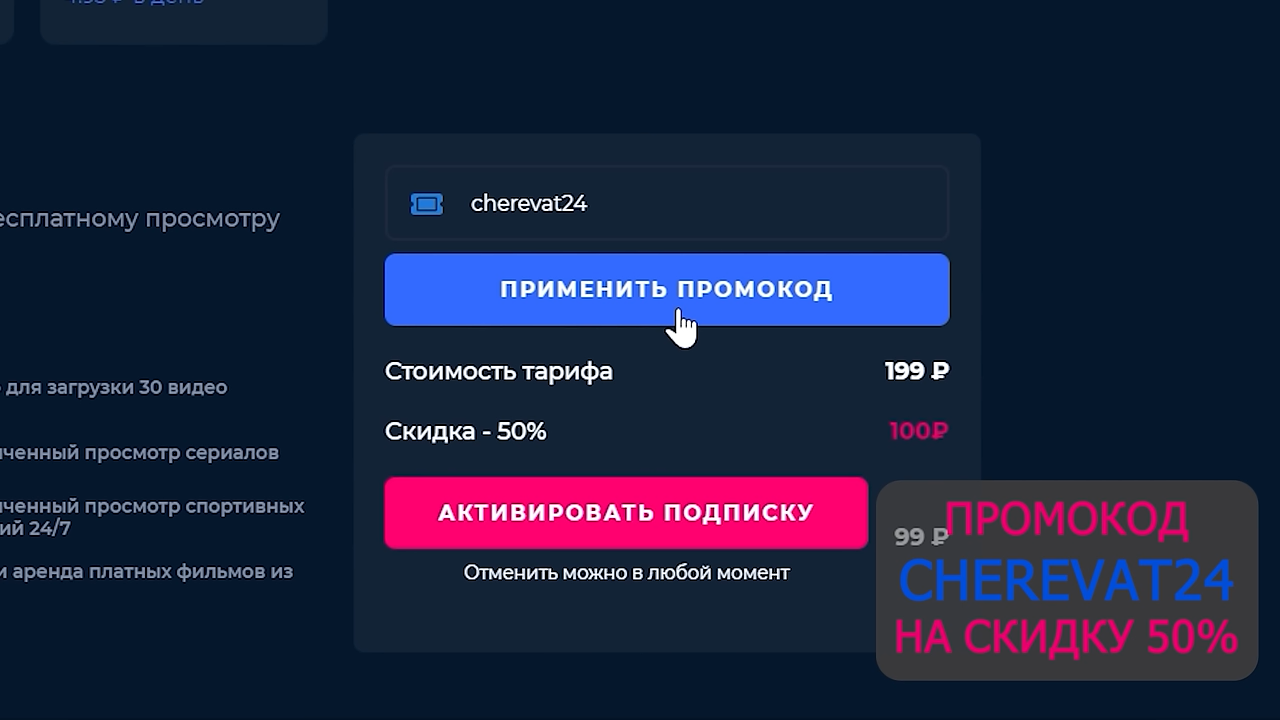 в день
cherevat24
есплатному просмотру
ПРИМЕНИТЬ ПРОМОКОД
Стоимость тарифа 199 ₽
для загрузки 30 видео
Скидка - 50% 100₽
ченный просмотр сериалов
ченный просмотр спортивных
ий 24/7
АКТИВИРОВАТЬ ПОДПИСКУ
99 ₽
и аренда платных фильмов из
Отменить можно в любой момент
ПРОМОКОД
CHEREVAT24
НА СКИДКУ 50%